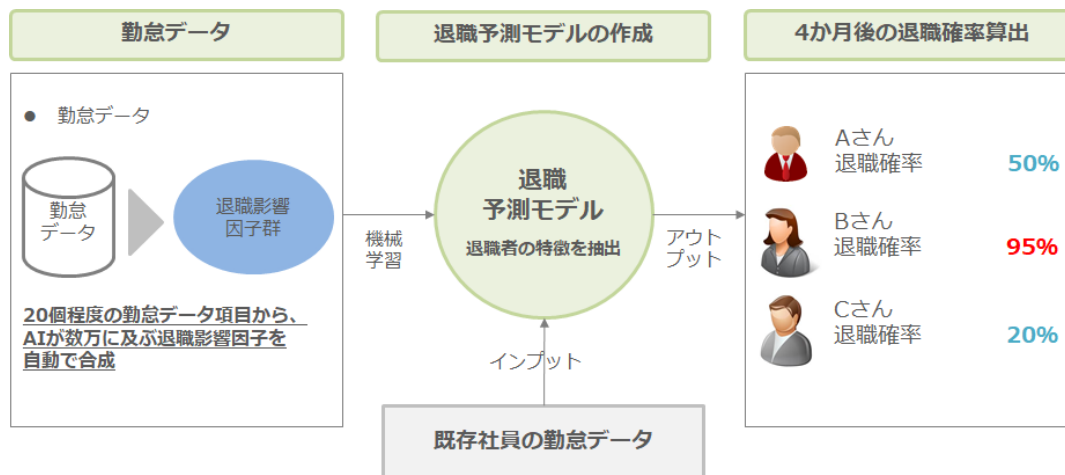 勤怠データ
退職予測モデルの作成
4か月後の退職確率算出
● 勤怠データ
勤怠
データ
退職影響
因子群
20個程度の勤怠データ項目から、
AIが数万に及ぶ退職影響因子を
自動で合成
機械
学習
退職
予測モデル
退職者の特徴を抽出
アウト
プット
インプット
既存社員の勤怠データ
Aさん
退職確率 50%
Bさん
退職確率 95%
Cさん
退職確率 20%